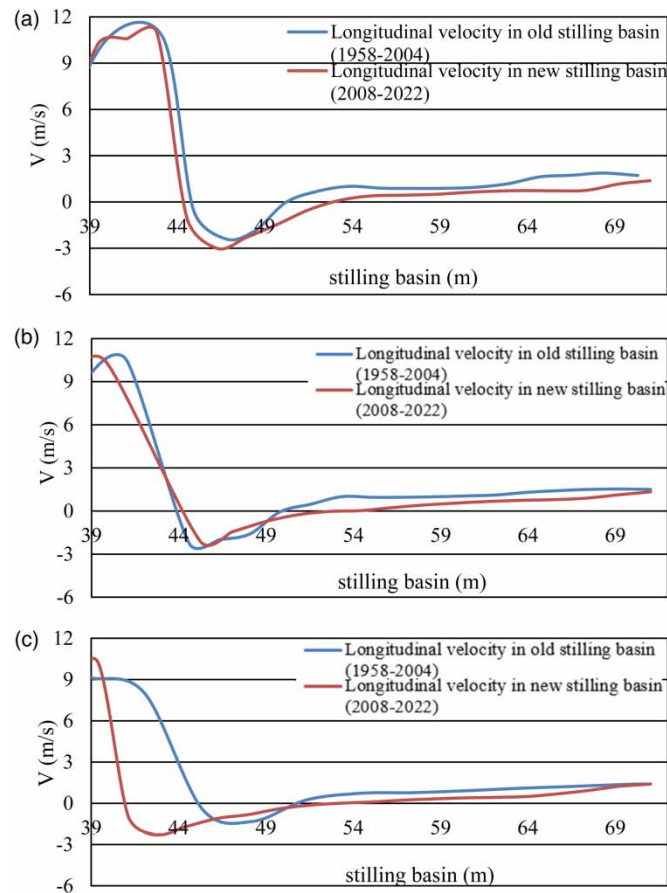 (a)
12
9
6
3
0
-3
-6
V (m/s)
Longitudinal velocity in old stilling basin
(1958-2004)
Longitudinal velocity in new stilling basin
(2008-2022)
39 44 49 54 59 64 69
stilling basin (m)
(b)
12
9
6
3
0
-3
-6
V (m/s)
Longitudinal velocity in old stilling basin
(1958-2004)
Longitudinal velocity in new stilling basin
(2008-2022)
39 44 49 54 59 64 69
stilling basin (m)
(c)
12
9
6
3
0
-3
-6
V (m/s)
Longitudinal velocity in old stilling basin
(1958-2004)
Longitudinal velocity in new stilling basin
(2008-2022)
39 44 49 54 59 64 69
stilling basin (m)